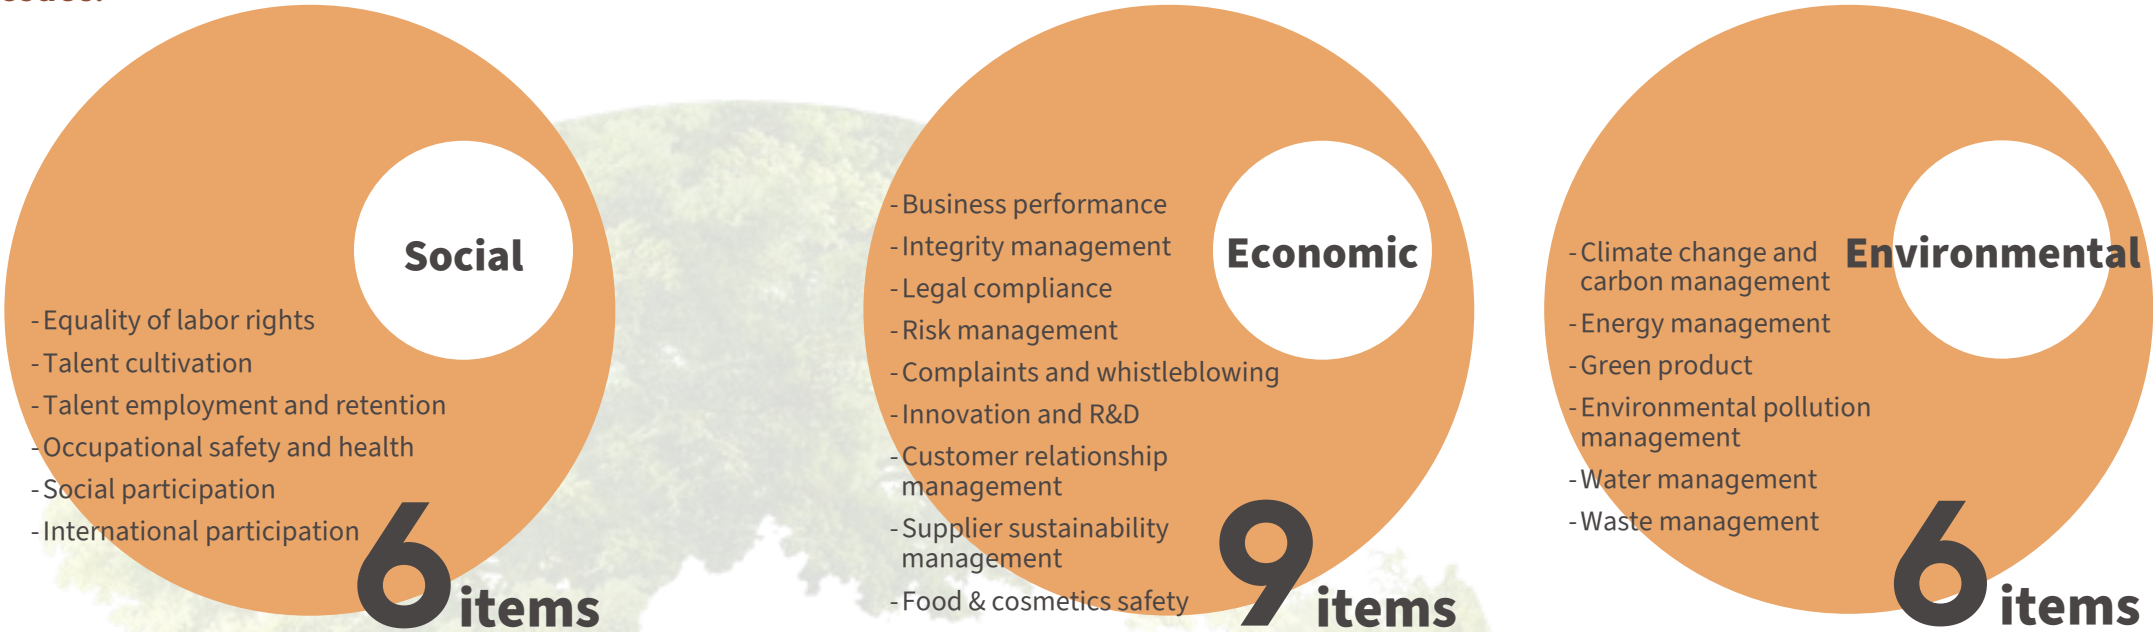 Social
- Equality of labor rights
- Talent cultivation
- Talent employment and retention
- Occupational safety and health
- Social participation
- International participation
6
items
Economic
- Business performance
- Integrity management
- Legal compliance
- Risk management
- Complaints and whistleblowing
- Innovation and R&D
- Customer relationship
management
- Supplier sustainability
management
- Food & cosmetics safety
9
items
Environmental
- Climate change and
carbon management
- Energy management
- Green product
- Environmental pollution
management
- Water management
- Waste management
6
items